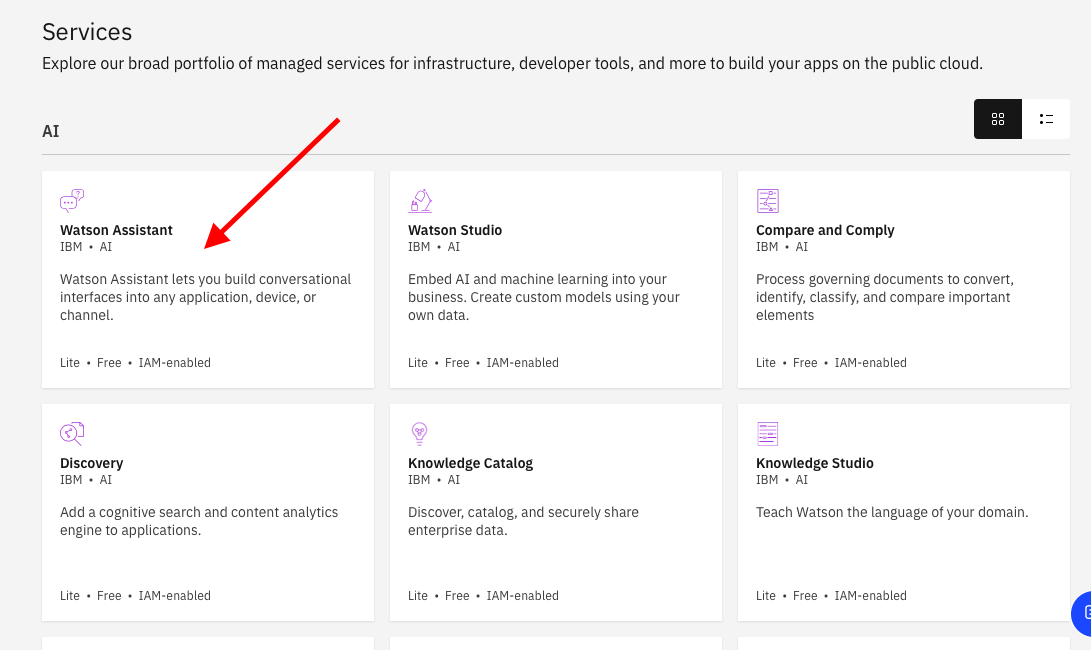 Services
Explore our broad portfolio of managed services for infrastructure, developer tools, and more to build your apps on the public cloud.
AI
Watson Assistant
IBM • AI
Watson Assistant lets you build conversational
interfaces into any application, device, or
channel.
Lite • Free • IAM-enabled
Watson Studio
IBM • AI
Embed AI and machine learning into your
business. Create custom models using your
own data.
Lite • Free • IAM-enabled
Compare and Comply
IBM • AI
Process governing documents to convert,
identify, classify, and compare important
elements
Lite • Free • IAM-enabled
Discovery
IBM • AI
Add a cognitive search and content analytics
engine to applications.
Lite • Free • IAM-enabled
Knowledge Catalog
IBM • AI
Discover, catalog, and securely share
enterprise data.
Lite • Free • IAM-enabled
Knowledge Studio
IBM • AI
Teach Watson the language of your domain.
Lite • Free • IAM-enabled